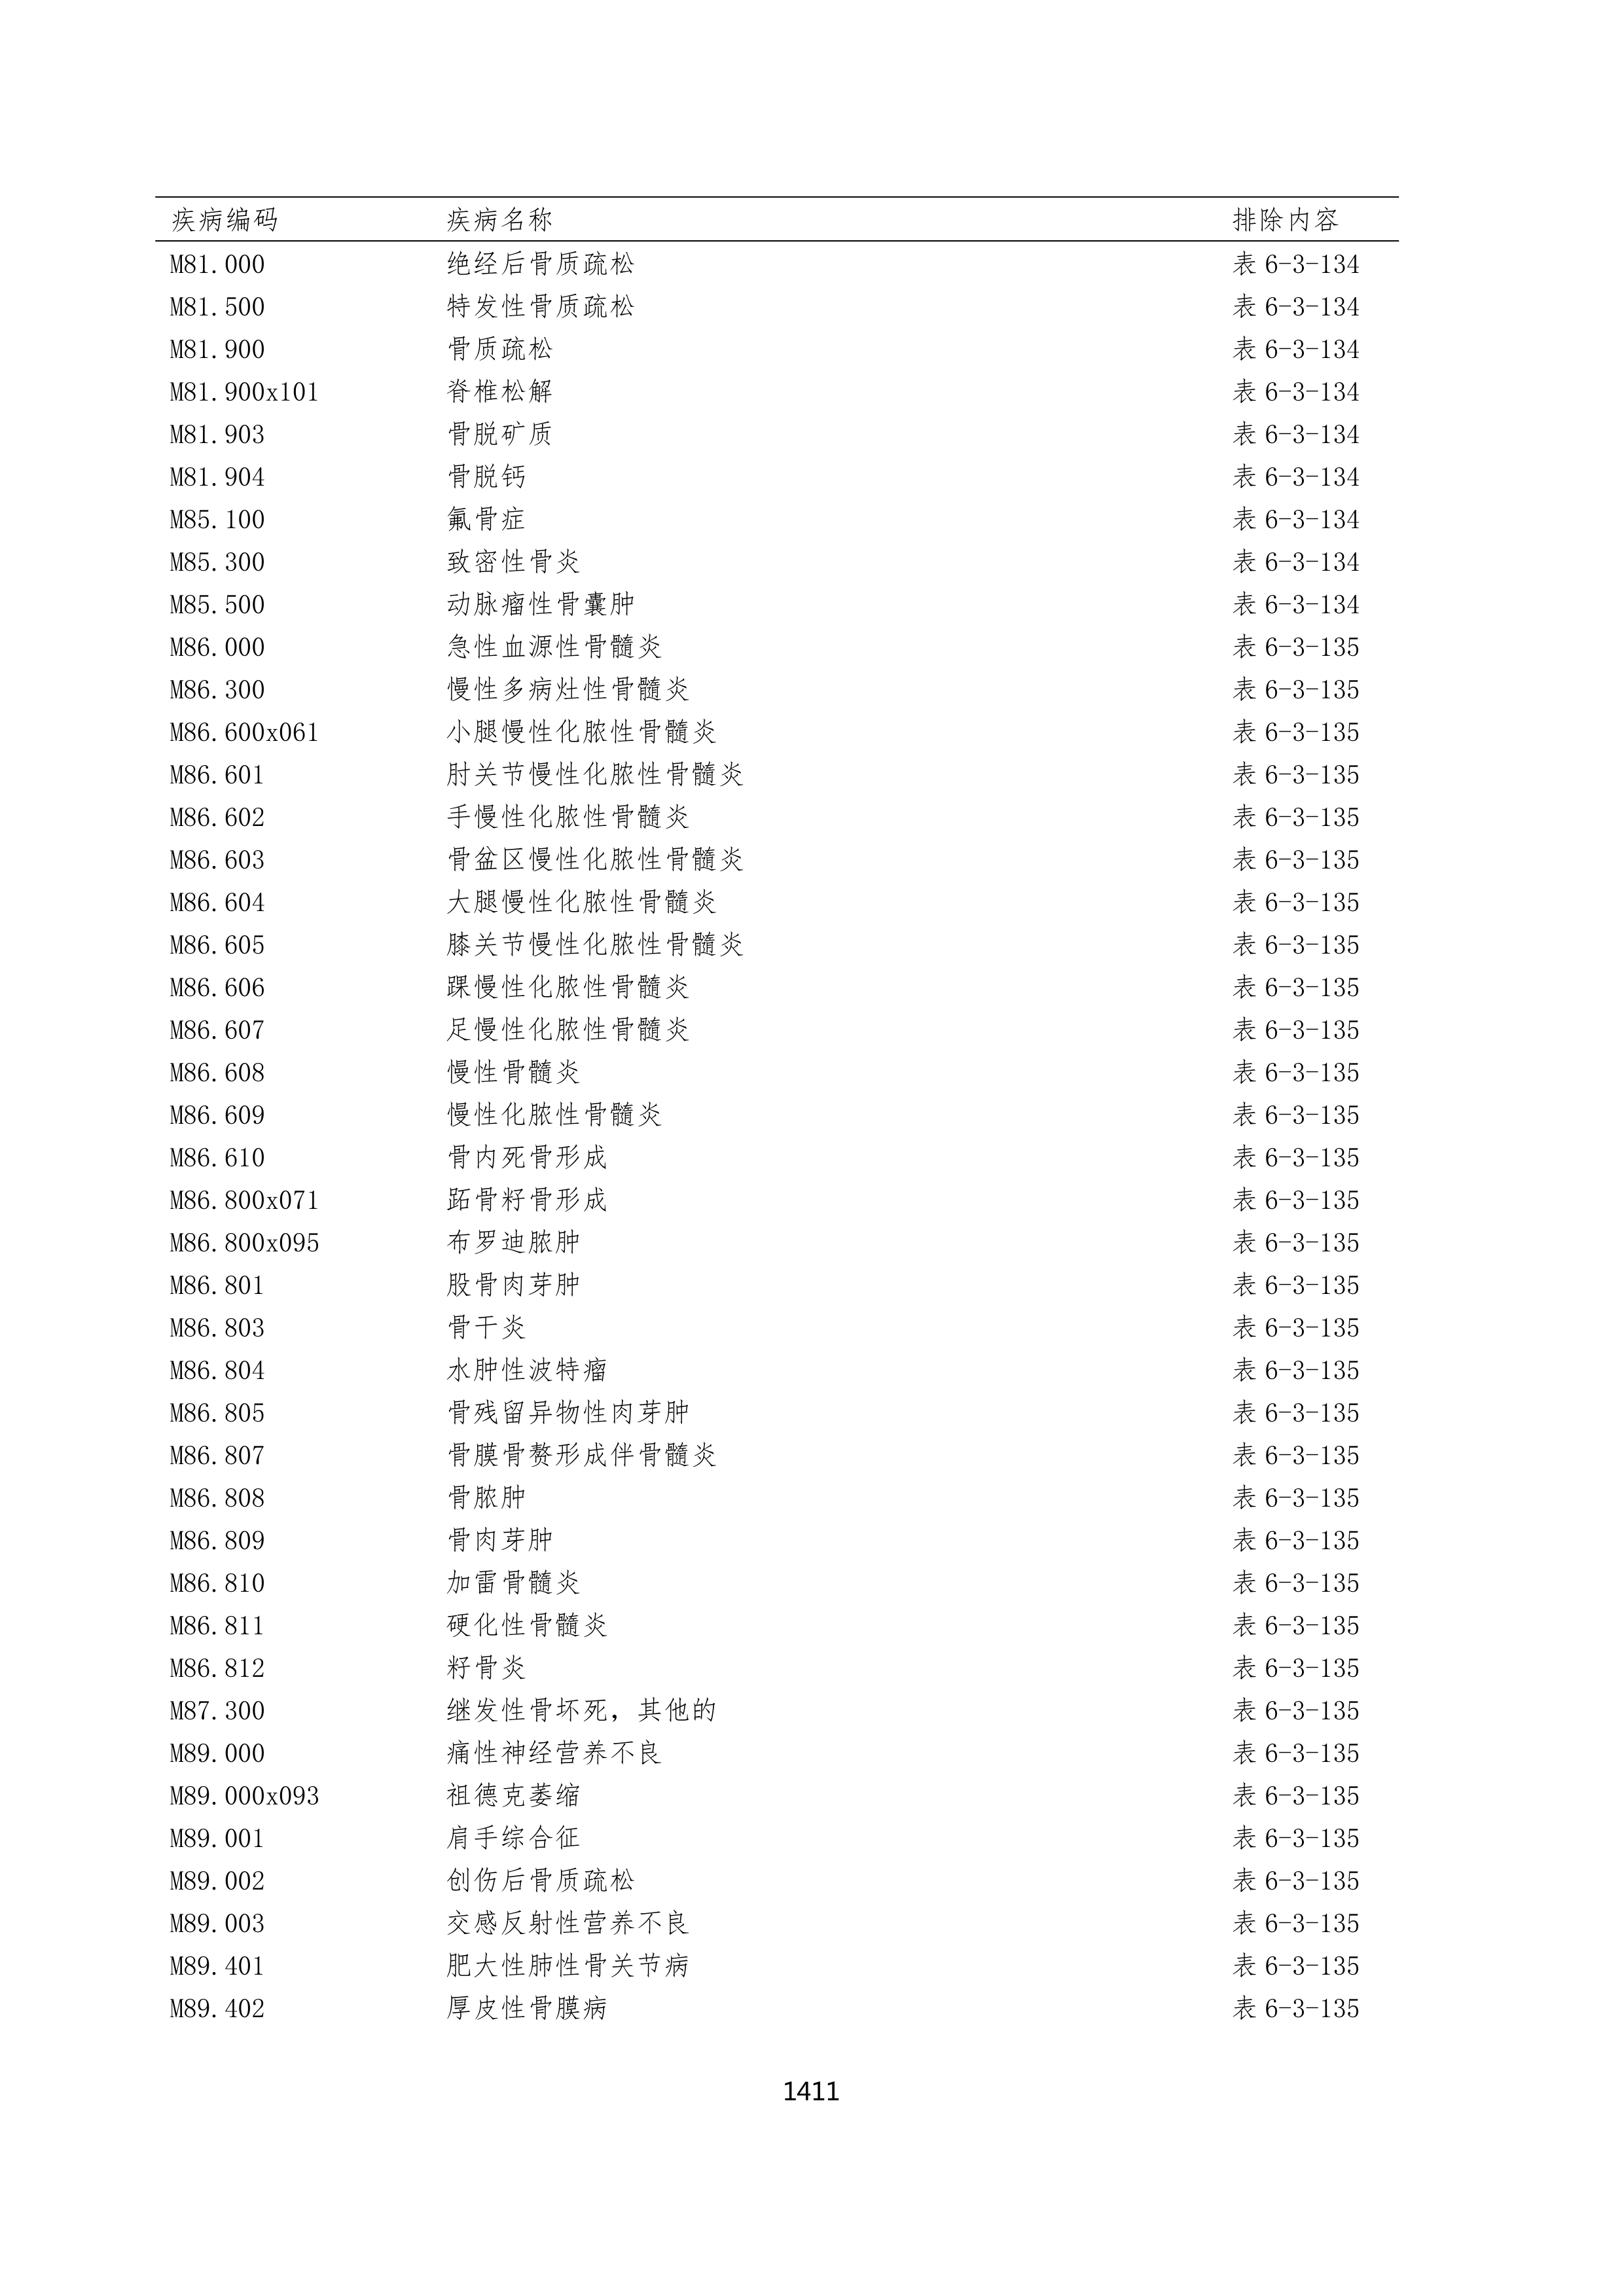 疾病编码 疾病名称 排除内容
M81.000 绝经后骨质疏松 表 6-3-134
M81.500 特发性骨质疏松 表 6-3-134
M81.900 骨质疏松 表 6-3-134
M81.900x101 脊椎松解 表 6-3-134
M81.903 骨脱矿质 表 6-3-134
M81.904 骨脱钙 表 6-3-134
M85.100 氟骨症 表 6-3-134
M85.300 致密性骨炎 表 6-3-134
M85.500 动脉瘤性骨囊肿 表 6-3-134
M86.000 急性血源性骨髓炎 表 6-3-135
M86.300 慢性多病灶性骨髓炎 表 6-3-135
M86.600x061 小腿慢性化脓性骨髓炎 表 6-3-135
M86.601 肘关节慢性化脓性骨髓炎 表 6-3-135
M86.602 手慢性化脓性骨髓炎 表 6-3-135
M86.603 骨盆区慢性化脓性骨髓炎 表 6-3-135
M86.604 大腿慢性化脓性骨髓炎 表 6-3-135
M86.605 膝关节慢性化脓性骨髓炎 表 6-3-135
M86.606 踝慢性化脓性骨髓炎 表 6-3-135
M86.607 足慢性化脓性骨髓炎 表 6-3-135
M86.608 慢性骨髓炎 表 6-3-135
M86.609 慢性化脓性骨髓炎 表 6-3-135
M86.610 骨内死骨形成 表 6-3-135
M86.800x071 跖骨籽骨形成 表 6-3-135
M86.800x095 布罗迪脓肿 表 6-3-135
M86.801 股骨肉芽肿 表 6-3-135
M86.803 骨干炎 表 6-3-135
M86.804 水肿性波特瘤 表 6-3-135
M86.805 骨残留异物性肉芽肿 表 6-3-135
M86.807 骨膜骨赘形成伴骨髓炎 表 6-3-135
M86.808 骨脓肿 表 6-3-135
M86.809 骨肉芽肿 表 6-3-135
M86.810 加雷骨髓炎 表 6-3-135
M86.811 硬化性骨髓炎 表 6-3-135
M86.812 籽骨炎 表 6-3-135
M87.300 继发性骨坏死，其他的 表 6-3-135
M89.000 痛性神经营养不良 表 6-3-135
M89.000x093 祖德克萎缩 表 6-3-135
M89.001 肩手综合征 表 6-3-135
M89.002 创伤后骨质疏松 表 6-3-135
M89.003 交感反射性营养不良 表 6-3-135
M89.401 肥大性肺性骨关节病 表 6-3-135
M89.402 厚皮性骨膜病 表 6-3-135
1411